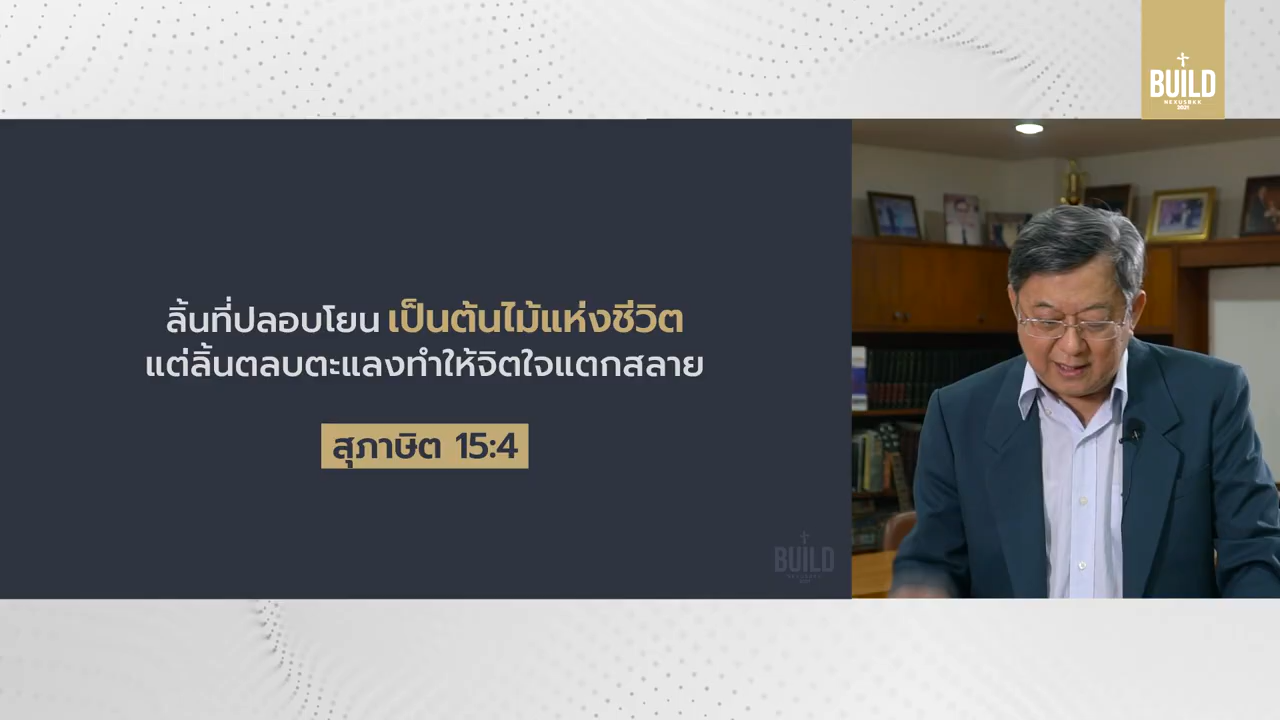 BUILD
NEXUSBKK
2021
ลิ้นที่ปลอบโยน เป็นต้นไม้แห่งชีวิต
แต่ลิ้นตลบตะแลงทำให้จิตใจแตกสลาย
สุภาษิต 15:4
BUILD